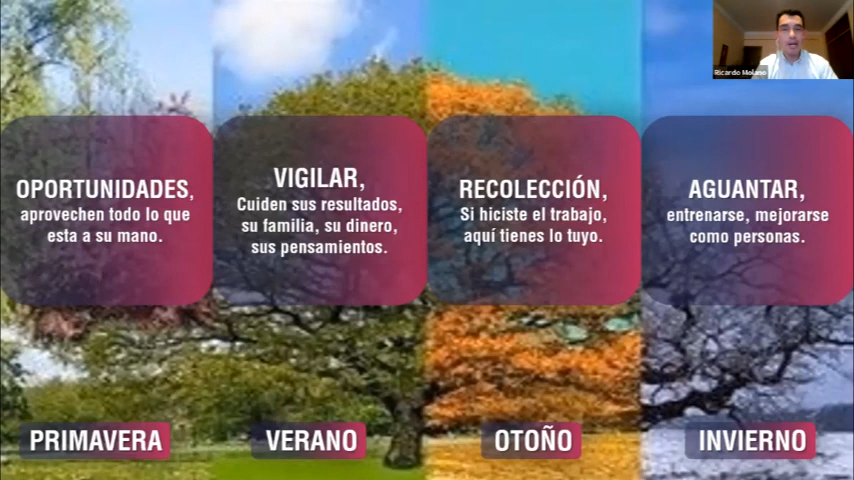 Ricardo Molano
OPORTUNIDADES,
aprovechen todo lo que
esta a su mano.
VIGILAR,
Cuiden sus resultados,
su familia, su dinero,
sus pensamientos.
RECOLECCIÓN,
Si hiciste el trabajo,
aquí tienes lo tuyo.
AGUANTAR,
entrenarse, mejorarse
como personas.
PRIMAVERA
VERANO
OTOÑO
INVIERNO